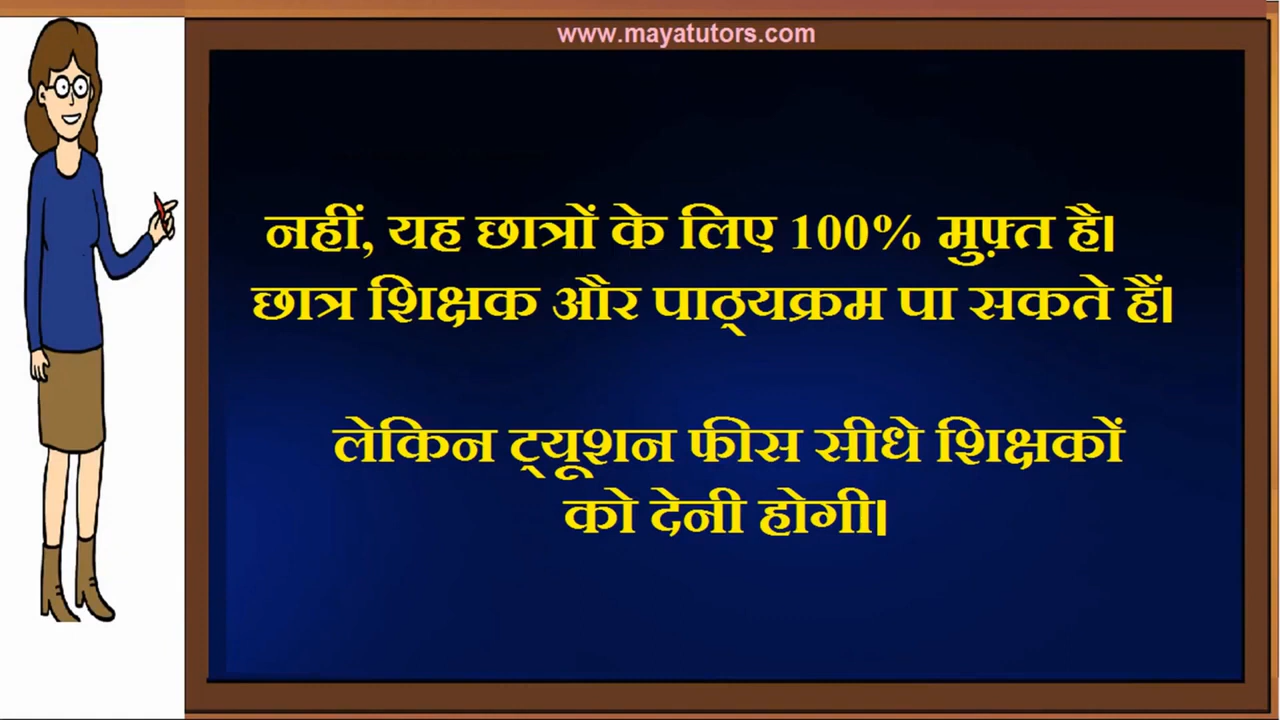 www.mayatutors.com
नहीं, यह छात्रों के लिए 100% मुफ़्त है।
छात्र शिक्षक और पाठ्यक्रम पा सकते हैं।
लेकिन ट्यूशन फीस सीधे शिक्षकों
को देनी होगी।